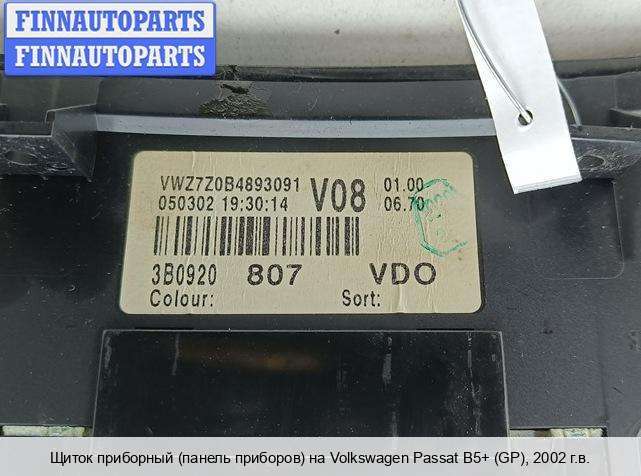 FINNAUTOPARTS
FINNAUTOPARTS
VWZ7Z0B4893091 V08 01.00
050302 19:30:14 06.70
3B0920 807 VDO
Colour: Sort:
Щиток приборный (панель приборов) на Volkswagen Passat B5+ (GP), 2002 г.в.